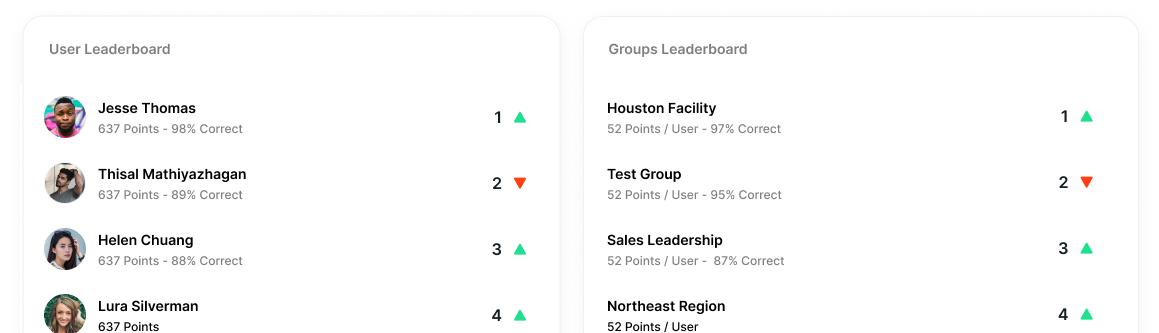 User Leaderboard
Jesse Thomas
637 Points - 98% Correct
1
Thisal Mathiyazhagan
637 Points - 89% Correct
2
Helen Chuang
637 Points - 88% Correct
3
Lura Silverman
637 Points
4
Groups Leaderboard
Houston Facility
52 Points / User - 97% Correct
1
Test Group
52 Points / User - 95% Correct
2
Sales Leadership
52 Points / User -  87% Correct
3
Northeast Region
52 Points / User
4